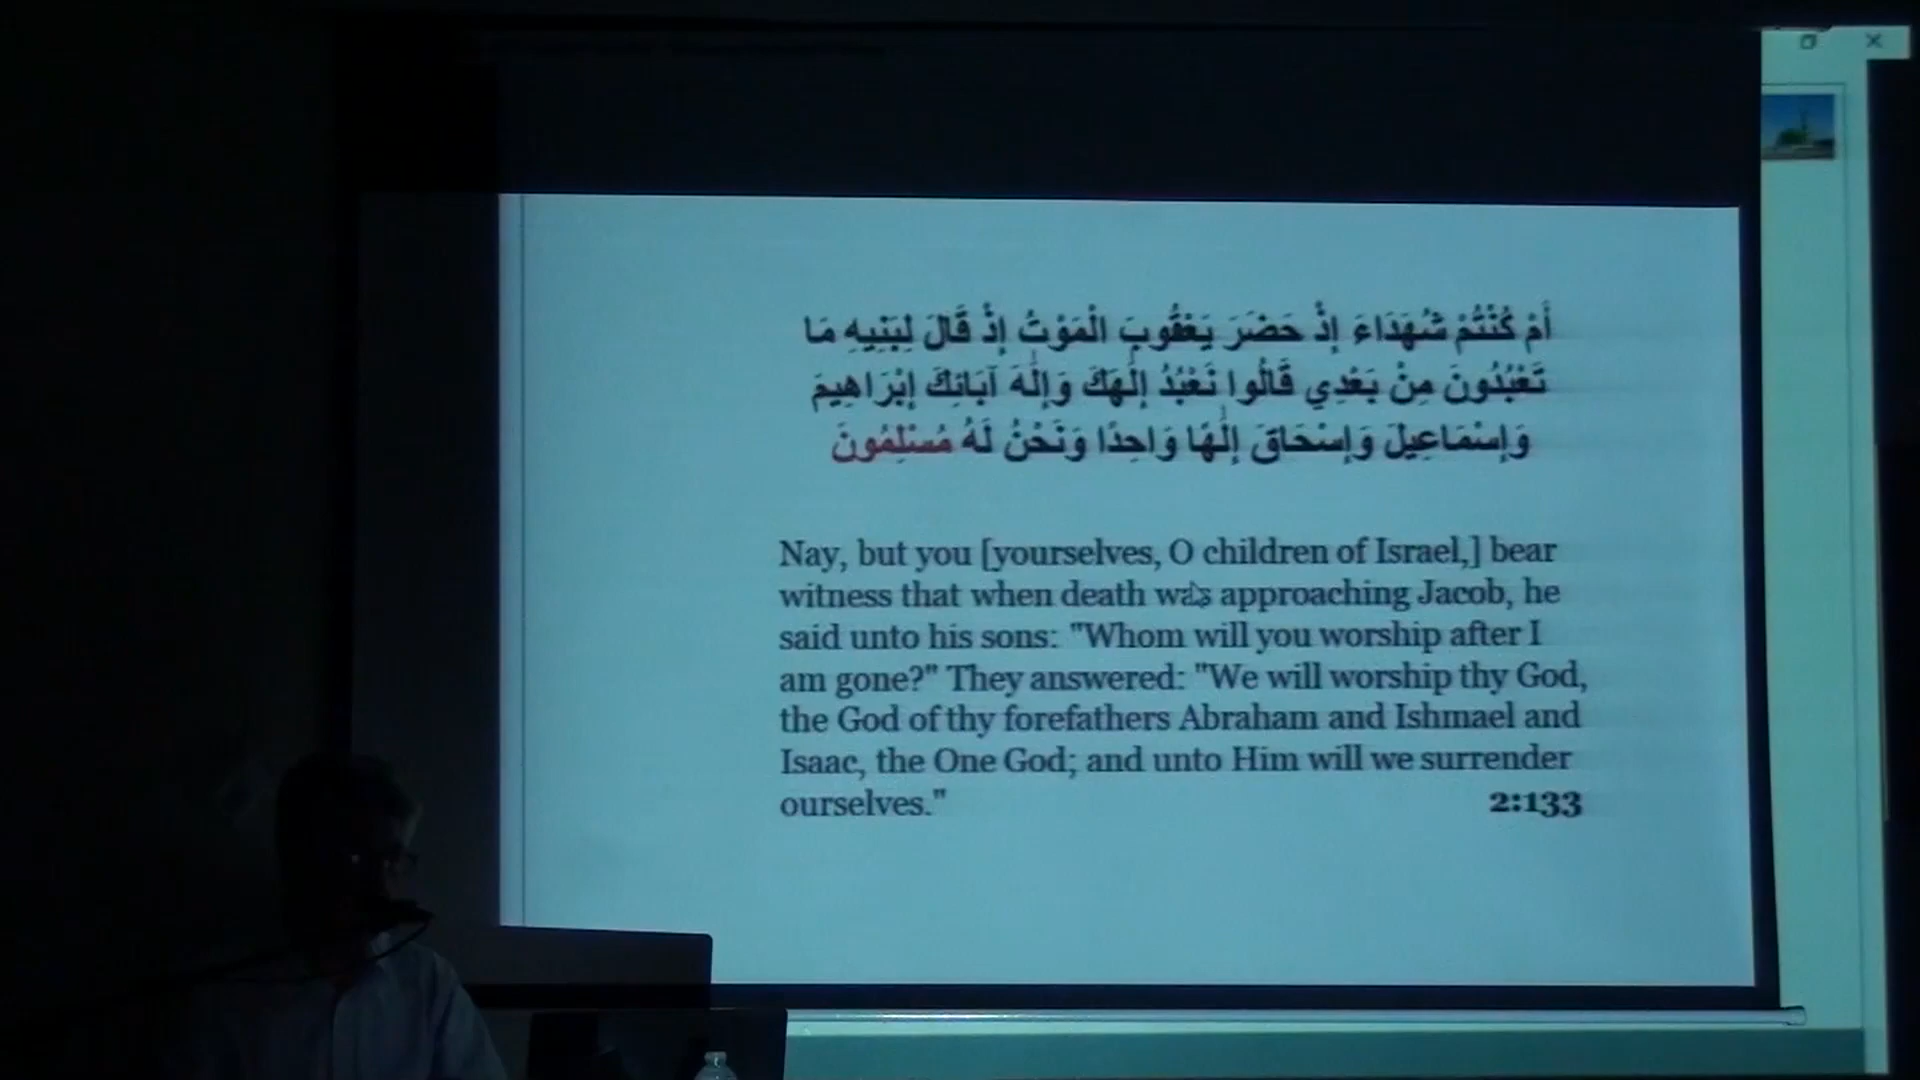 أَمْ كُنْتُمْ شُهَدَاءَ إِذْ حَضَرَ يَعْقُوبَ الْمَوْتُ إِذْ قَالَ لِبَنِيهِ مَا
تَعْبُدُونَ مِنْ بَعْدِي قَالُوا نَعْبُدُ إِلَٰهَكَ وَإِلَٰهَ آبَائِكَ إِبْرَاهِيمَ
وَإِسْمَاعِيلَ وَإِسْحَاقَ إِلَٰهًا وَاحِدًا وَنَحْنُ لَهُ مُسْلِمُونَ
Nay, but you [yourselves, O children of Israel,] bear
witness that when death was approaching Jacob, he
said unto his sons: "Whom will you worship after I
am gone?" They answered: "We will worship thy God,
the God of thy forefathers Abraham and Ishmael and
Isaac, the One God; and unto Him will we surrender
ourselves." 2:133